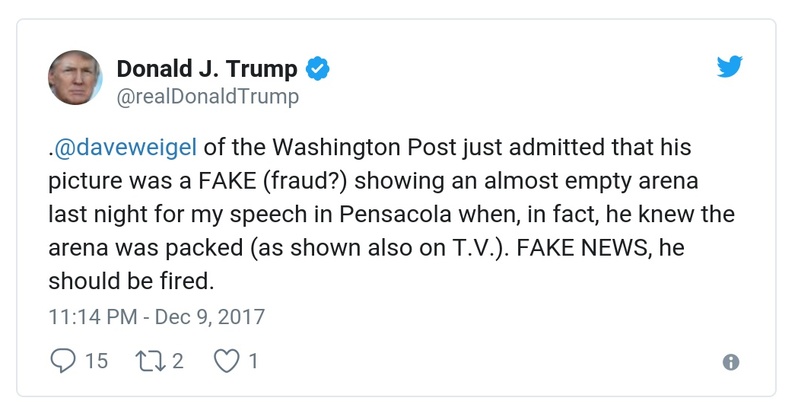 Donald J. Trump
@realDonaldTrump
.@daveweigel of the Washington Post just admitted that his
picture was a FAKE (fraud?) showing an almost empty arena
last night for my speech in Pensacola when, in fact, he knew the
arena was packed (as shown also on T.V.). FAKE NEWS, he
should be fired.
11:14 PM - Dec 9, 2017
15 2 1